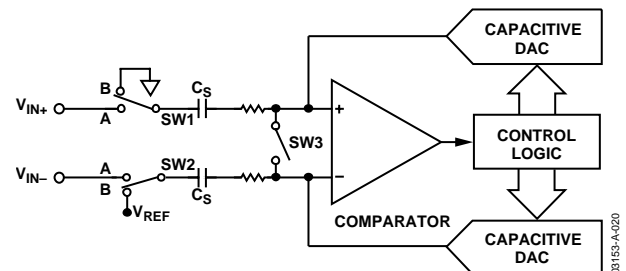 CAPACITIVE
DAC
B
CS
VIN+
A
SW1
+
SW3
CONTROL
LOGIC
VIN–
A
SW2
B
CS
–
VREF
COMPARATOR
CAPACITIVE
DAC
03153-A-020